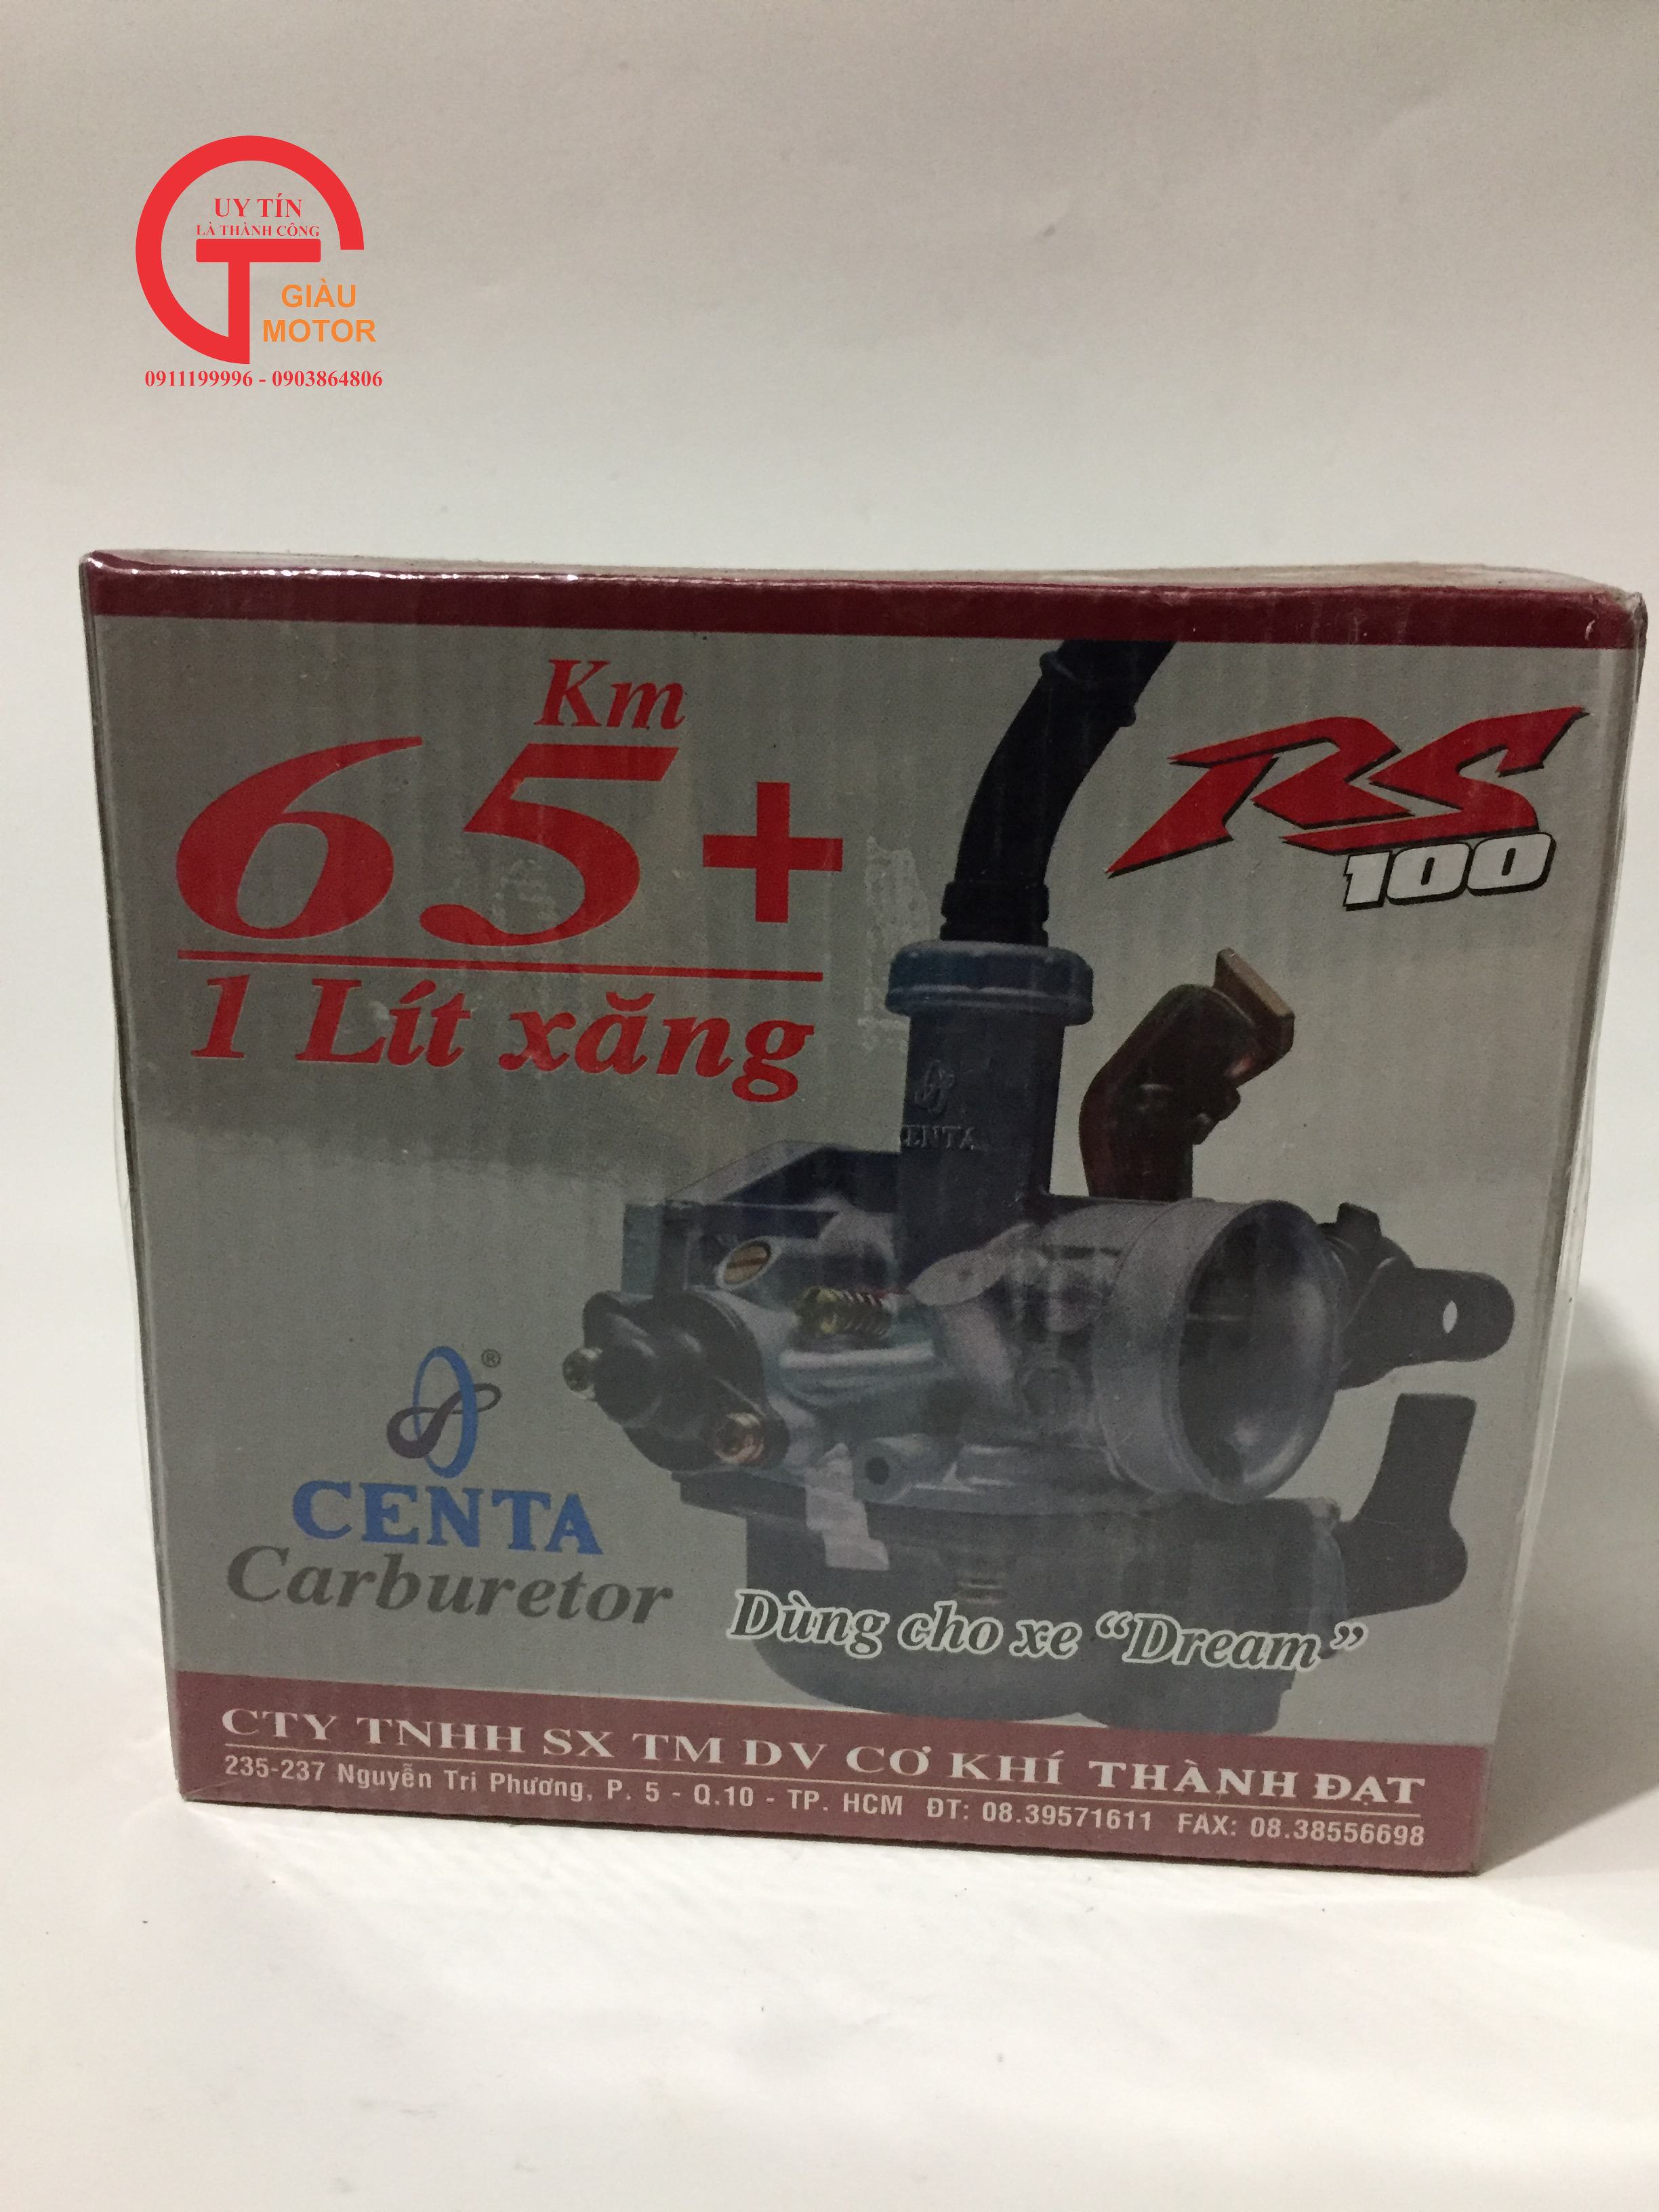 UY TÍN
LÀ THÀNH CÔNG
GIÀU
MOTOR
0911199996 - 0903864806
Km
65+
1 Lít xăng
RS
100
CENTA
®
CENTA
Carburetor
Dùng cho xe “Dream”
CTY TNHH SX TM DV CƠ KHÍ THÀNH ĐẠT
235-237 Nguyễn Tri Phương, P. 5 - Q.10 - TP. HCM ĐT: 08.39571611 FAX: 08.38556698